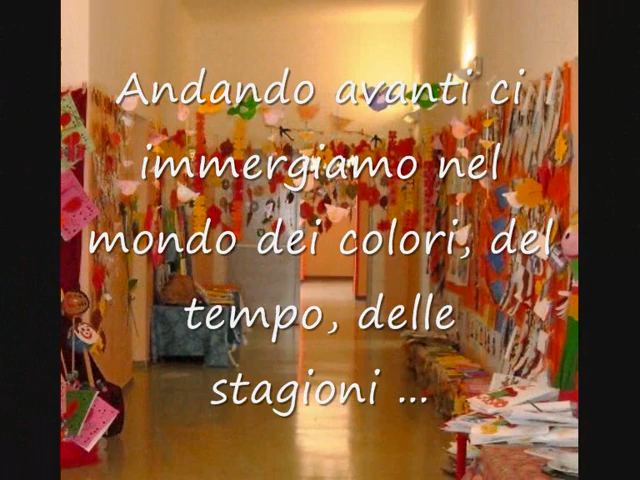 Andando avanti ci
immergiamo nel
mondo dei colori, del
tempo, delle
stagioni ...